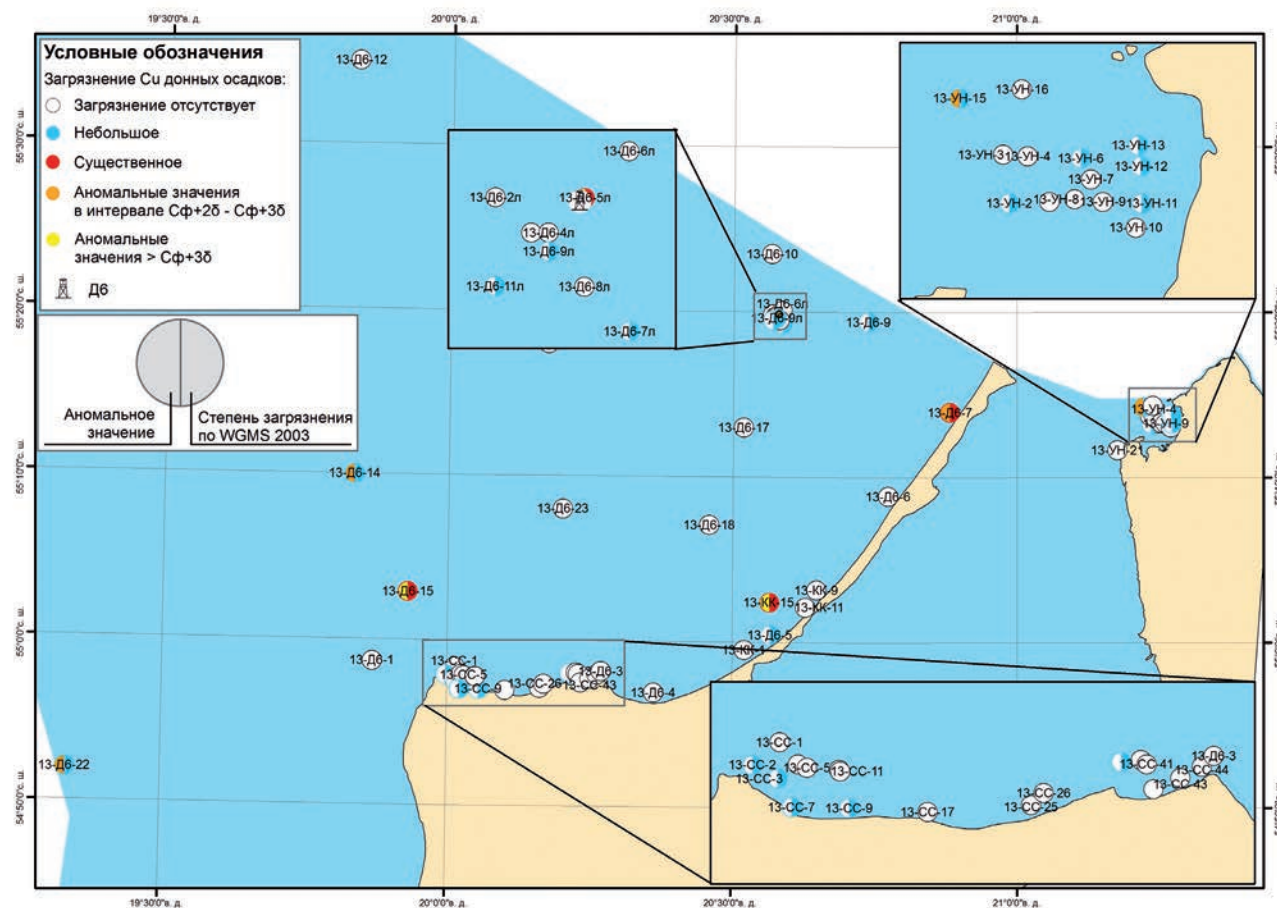 19°30'0"в. д.
20°0'0"в. д.
20°30'0"в. д.
21°0'0"в. д.
Условные обозначения
Загрязнение Cu донных осадков:
Загрязнение отсутствует
Небольшое
Существенное
Аномальные значения
в интервале Сф+2δ - Сф+3δ
Аномальные
значения > Сф+3δ
Д6
Аномальное
значение
Степень загрязнения
по WGMS 2003
13-Д6-12
13-Д6-6л
13-Д6-2л
13-Д6-5л
13-Д6-4л
13-Д6-9л
13-Д6-11л
13-Д6-8л
13-Д6-7л
13-УН-16
13-УН-15
13-УН-13
13-УН-3
13-УН-4
13-УН-6
13-УН-12
13-УН-7
13-УН-2
13-УН-8
13-УН-9
13-УН-11
13-УН-10
13-Д6-10
13-Д6-6л
13-Д6-9л
13-Д6-9
13-Д6-7
13-УН-4
13-УН-9
13-УН-21
13-Д6-17
13-Д6-14
13-Д6-6
13-Д6-23
13-Д6-18
13-Д6-15
13-КК-9
13-КК-15
13-КК-11
13-Д6-5
13-Д6-1
13-СС-1
13-СС-5
13-СС-9
13-СС-26
13-Д6-3
13-СС-43
13-Д6-4
13-Д6-22
13-СС-1
13-СС-2
13-СС-3
13-СС-5
13-СС-11
13-СС-7
13-СС-9
13-СС-17
13-СС-26
13-СС-25
13-Д6-3
13-СС-41
13-СС-44
13-СС-43
55°30'0"с. ш.
55°20'0"с. ш.
55°10'0"с. ш.
55°0'0"с. ш.
54°50'0"с. ш.
19°30'0"в. д.
20°0'0"в. д.
20°30'0"в. д.
21°0'0"в. д.